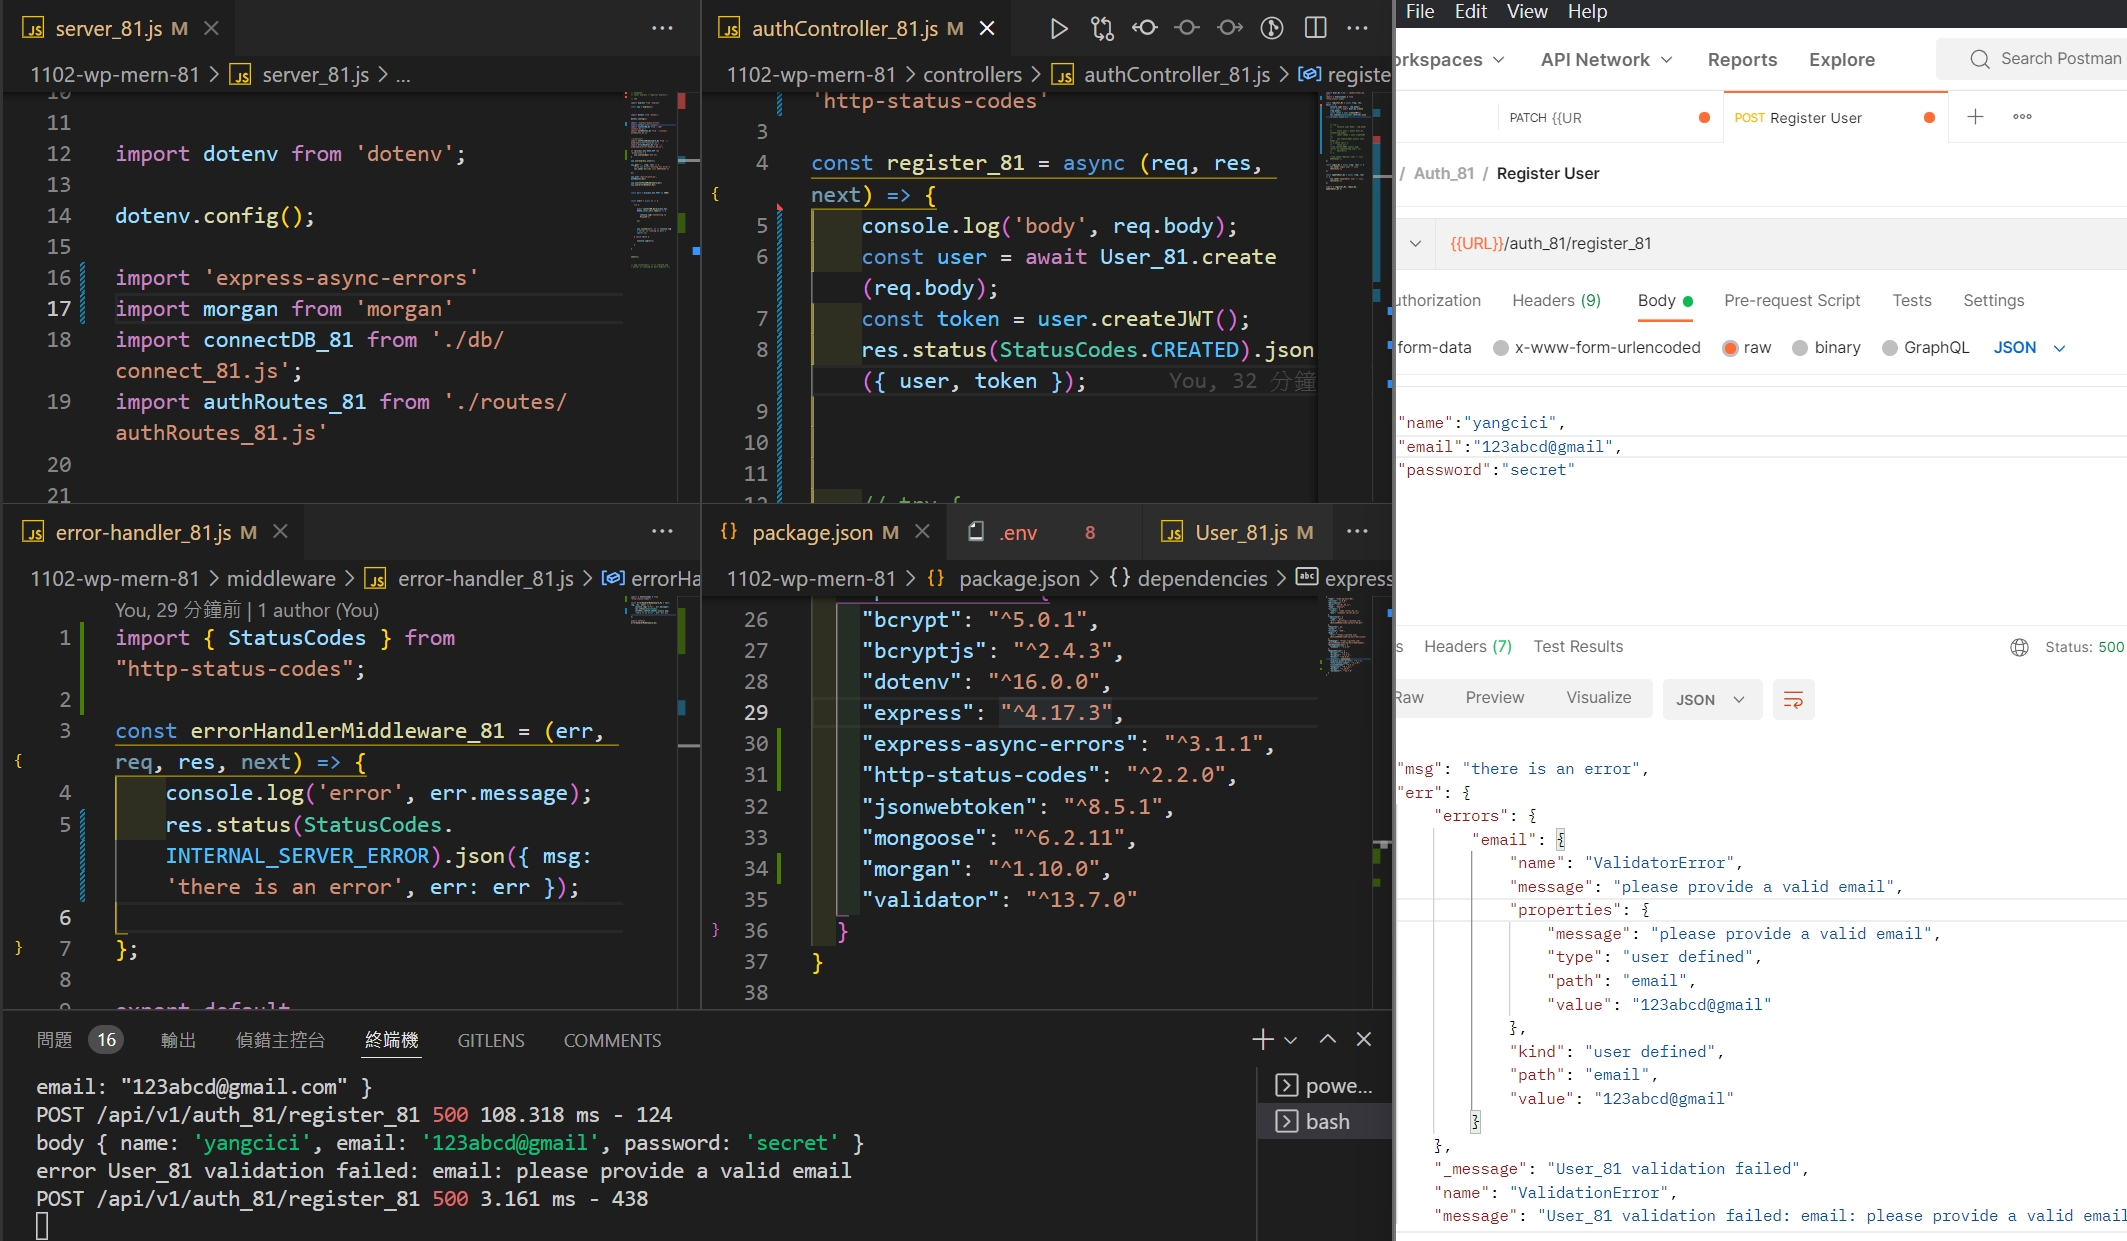 server_81.js M
1102-wp-mern-81 > server_81.js > ...
10
11
12 import dotenv from 'dotenv';
13
14 dotenv.config();
15
16 import 'express-async-errors'
17 import morgan from 'morgan'
18 import connectDB_81 from './db/
connect_81.js';
19 import authRoutes_81 from './routes/
authRoutes_81.js'
20
21
authController_81.js M
1102-wp-mern-81 > controllers > authController_81.js > registe
'http-status-codes'
3
4 const register_81 = async (req, res,
next) => {
5 console.log('body', req.body);
6 const user = await User_81.create
(req.body);
7 const token = user.createJWT();
8 res.status(StatusCodes.CREATED).json
({ user, token }); You, 32 分鐘
9
10
11
12 // try {
error-handler_81.js M
1102-wp-mern-81 > middleware > error-handler_81.js > errorHa
You, 29 分鐘前 | 1 author (You)
1 import { StatusCodes } from
"http-status-codes";
2
3 const errorHandlerMiddleware_81 = (err,
req, res, next) => {
4 console.log('error', err.message);
5 res.status(StatusCodes.
INTERNAL_SERVER_ERROR).json({ msg:
'there is an error', err: err });
6
7 };
8
9 export default
package.json M .env 8 User_81.js M
1102-wp-mern-81 > package.json > {} dependencies > express
26 "bcrypt": "^5.0.1",
27 "bcryptjs": "^2.4.3",
28 "dotenv": "^16.0.0",
29 "express": "^4.17.3",
30 "express-async-errors": "^3.1.1",
31 "http-status-codes": "^2.2.0",
32 "jsonwebtoken": "^8.5.1",
33 "mongoose": "^6.2.11",
34 "morgan": "^1.10.0",
35 "validator": "^13.7.0"
36 }
37 }
38
問題 16 輸出 偵錯主控台 終端機 GITLENS COMMENTS
email: "123abcd@gmail.com" }
POST /api/v1/auth_81/register_81 500 108.318 ms - 124
body { name: 'yangcici', email: '123abcd@gmail', password: 'secret' }
error User_81 validation failed: email: please provide a valid email
POST /api/v1/auth_81/register_81 500 3.161 ms - 438
powe...
bash
File Edit View Help
orkspaces API Network Reports Explore Search Postman
PATCH {{UR POST Register User
/ Auth_81 / Register User
{{URL}}/auth_81/register_81
uthorization Headers (9) Body Pre-request Script Tests Settings
form-data x-www-form-urlencoded raw binary GraphQL JSON
"name":"yangcici",
"email":"123abcd@gmail",
"password":"secret"
s Headers (7) Test Results Status: 500
Raw Preview Visualize JSON
"msg": "there is an error",
"err": {
"errors": {
"email": {
"name": "ValidatorError",
"message": "please provide a valid email",
"properties": {
"message": "please provide a valid email",
"type": "user defined",
"path": "email",
"value": "123abcd@gmail"
},
"kind": "user defined",
"path": "email",
"value": "123abcd@gmail"
}
},
"_message": "User_81 validation failed",
"name": "ValidationError",
"message": "User_81 validation failed: email: please provide a valid email